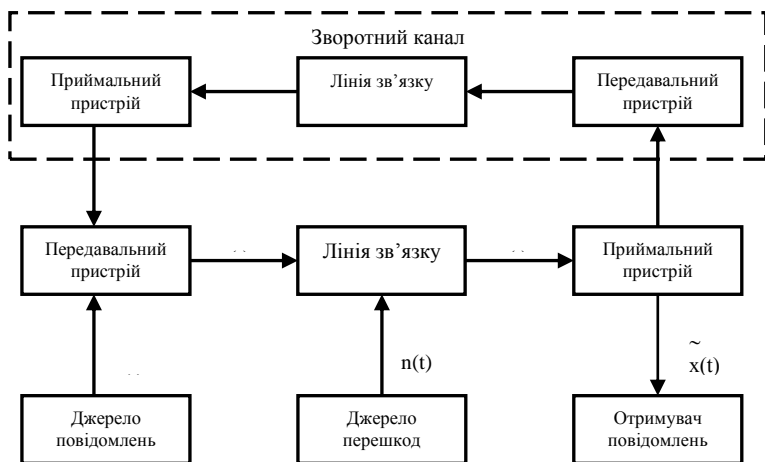 Зворотний канал
Приймальний
пристрій
Лінія зв’язку
Передавальний
пристрій
Передавальний
пристрій
Лінія зв’язку
Приймальний
пристрій
n(t)
~
x(t)
Джерело
повідомлень
Джерело
перешкод
Отримувач
повідомлень